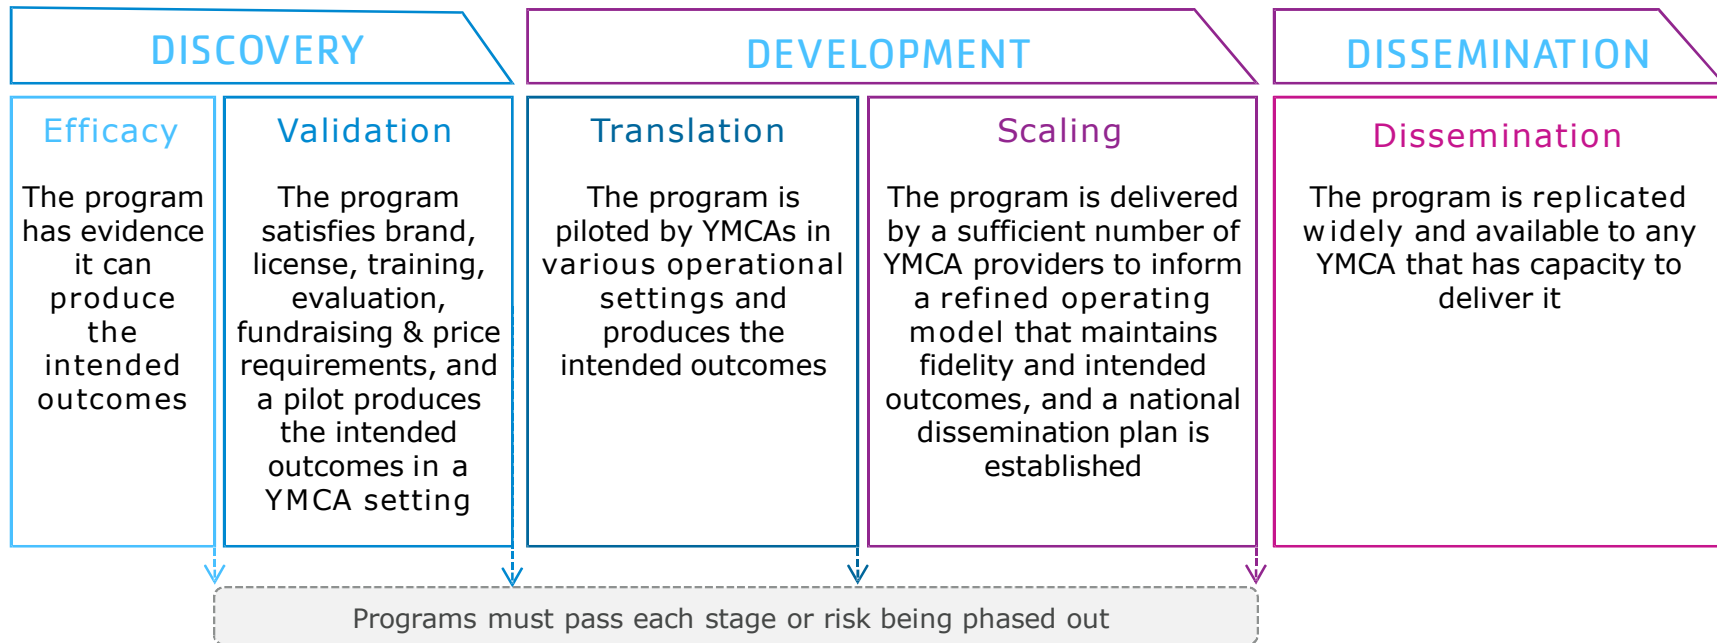 DISCOVERY
DEVELOPMENT
DISSEMINATION
Efficacy
The program
has evidence
it can
produce
the
intended
outcomes
Validation
The program
satisfies brand,
license, training,
evaluation,
fundraising & price
requirements, and
a pilot produces
the intended
outcomes in a
YMCA setting
Translation
The program is
piloted by YMCAs in
various operational
settings and
produces the
intended outcomes
Scaling
The program is delivered
by a sufficient number of
YMCA providers to inform
a refined operating
model that maintains
fidelity and intended
outcomes, and a national
dissemination plan is
established
Dissemination
The program is replicated
widely and available to any
YMCA that has capacity to
deliver it
Programs must pass each stage or risk being phased out